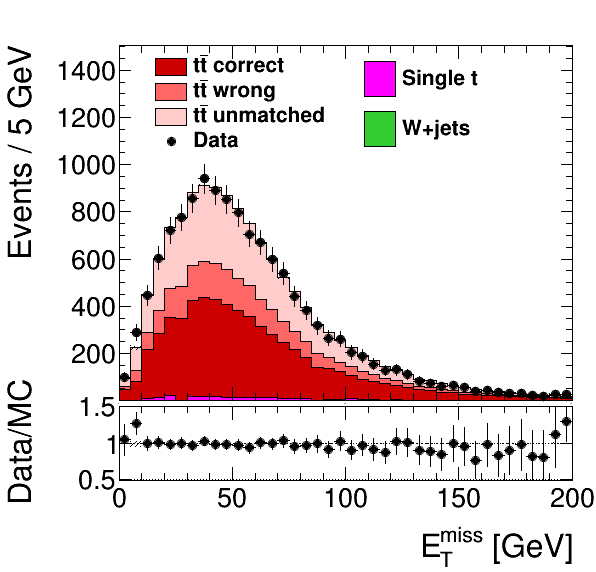 Events / 5 GeV
1400
1200
1000
800
600
400
200
tt̄ correct
tt̄ wrong
tt̄ unmatched
Data
Single t
W+jets
Data/MC
1.5
1
0.5
0 50 100 150 200
E_T^miss [GeV]